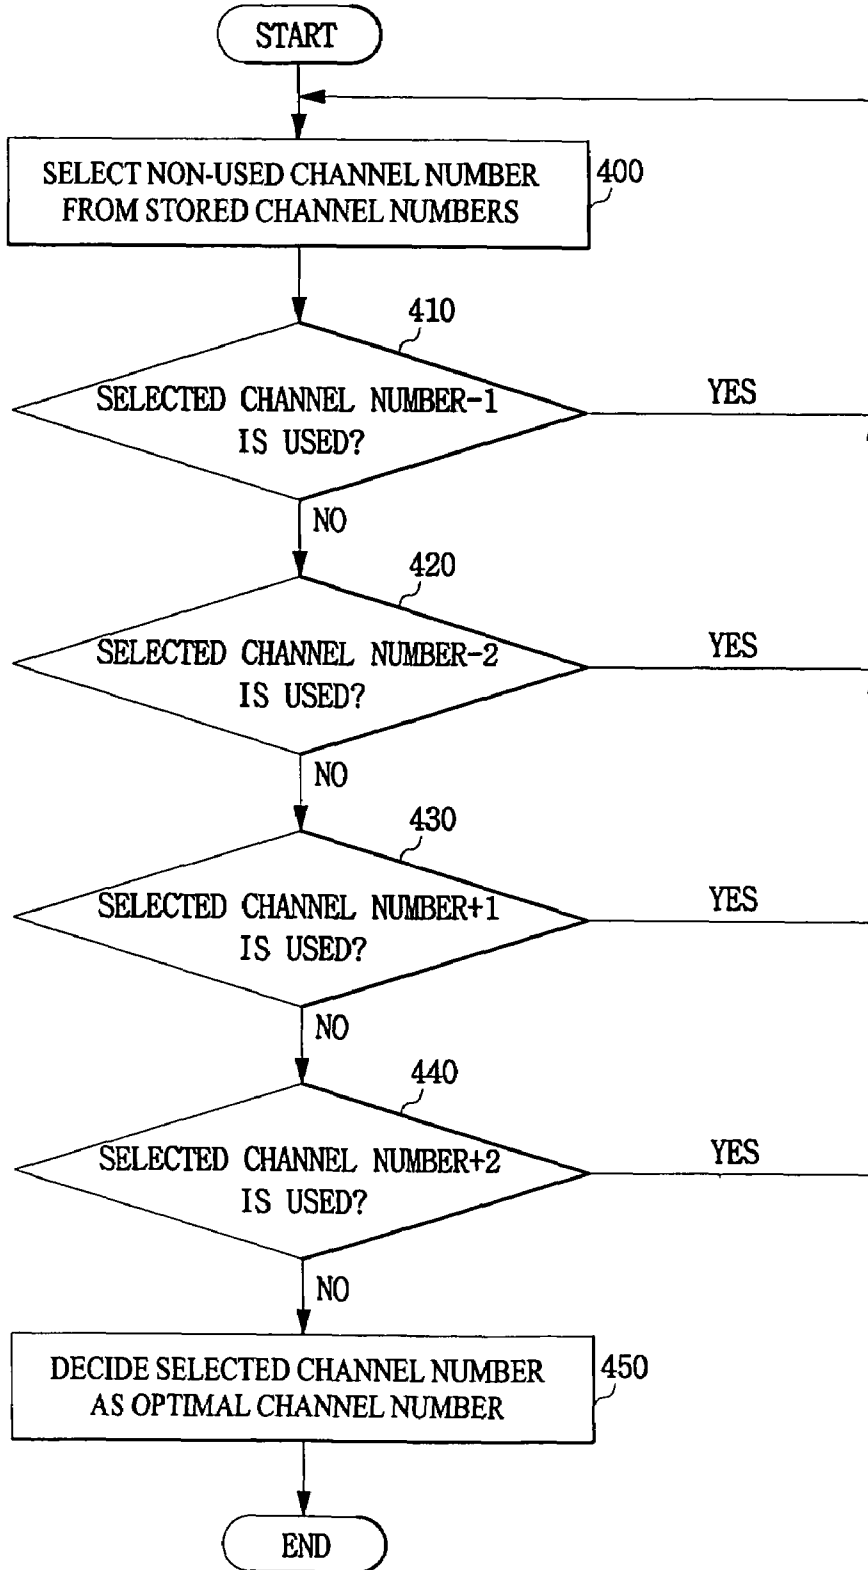 START
SELECT NON-USED CHANNEL NUMBER
FROM STORED CHANNEL NUMBERS
400
410
SELECTED CHANNEL NUMBER-1
IS USED?
YES
NO
420
SELECTED CHANNEL NUMBER-2
IS USED?
YES
NO
430
SELECTED CHANNEL NUMBER+1
IS USED?
YES
NO
440
SELECTED CHANNEL NUMBER+2
IS USED?
YES
NO
DECIDE SELECTED CHANNEL NUMBER
AS OPTIMAL CHANNEL NUMBER
450
END